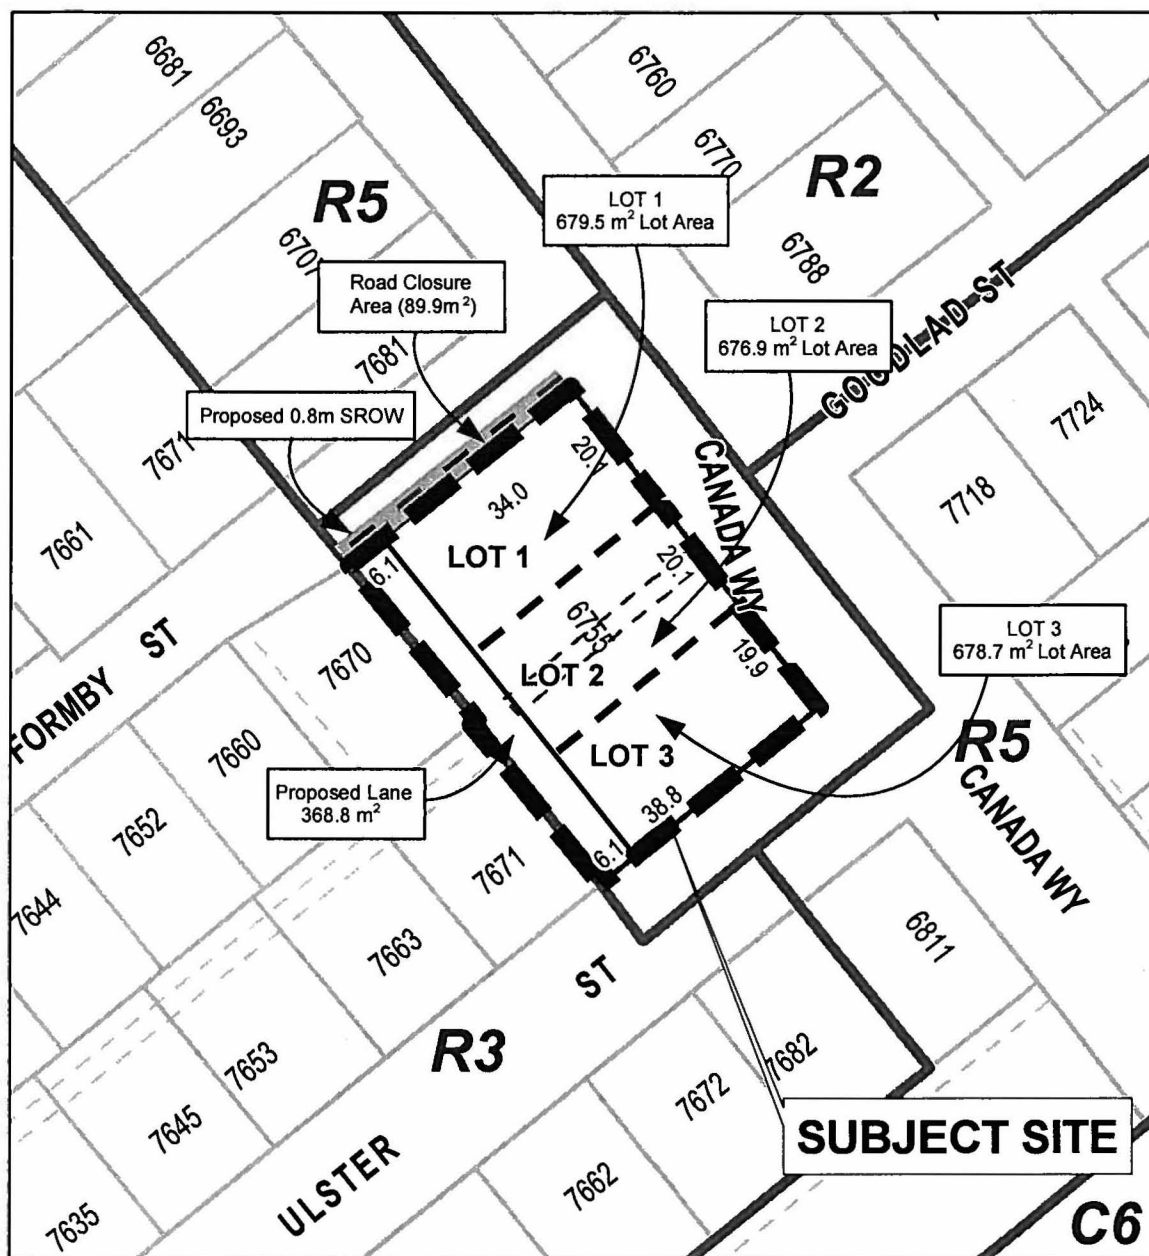 6681
6693
6760
6770
R5
R2
LOT 1
679.5 m² Lot Area
6707
6788
Road Closure
Area (89.9m²)
LOT 2
676.9 m² Lot Area
GOODLAD ST
7681
Proposed 0.8m SROW
7671
7724
20.1
34.0
CANADA WY
7718
7661
LOT 1
6.1
20.1
6755
LOT 3
678.7 m² Lot Area
FORMBY ST
7670
LOT 2
19.9
R5
7660
LOT 3
Proposed Lane
368.8 m²
38.8
CANADA WY
7652
6.1
7671
7644
7663
6811
ST
R3
7653
7682
7672
7645
SUBJECT SITE
ULSTER
7662
7635
C6